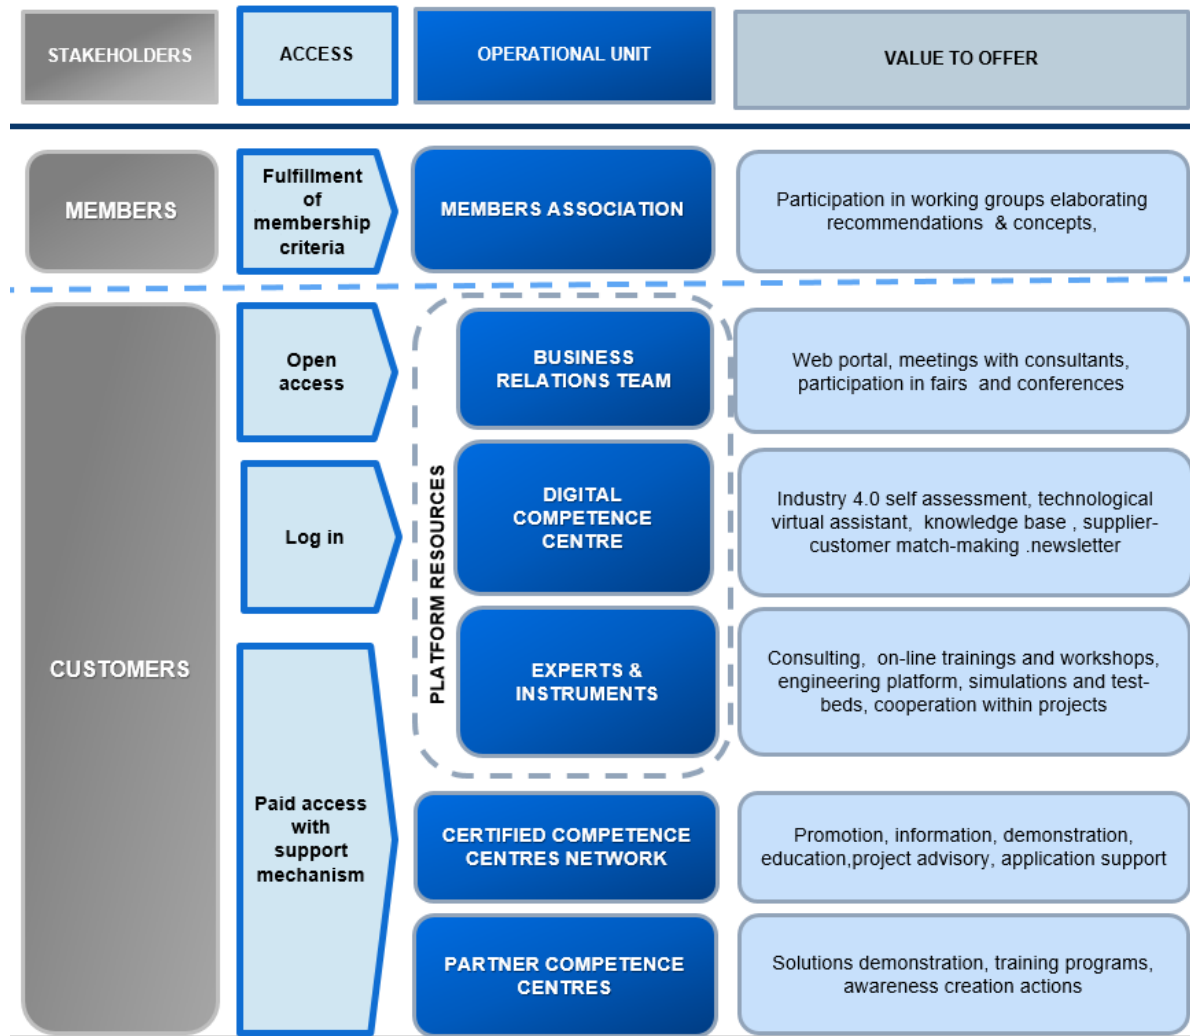 STAKEHOLDERS
ACCESS
OPERATIONAL UNIT
VALUE TO OFFER
MEMBERS
Fulfillment
of
membership
criteria
MEMBERS ASSOCIATION
Participation in working groups elaborating
recommendations & concepts,
CUSTOMERS
Open
access
PLATFORM RESOURCES
BUSINESS
RELATIONS TEAM
Web portal, meetings with consultants,
participation in fairs and conferences
Log in
DIGITAL
COMPETENCE
CENTRE
Industry 4.0 self assessment, technological
virtual assistant, knowledge base , supplier-
customer match-making .newsletter
Paid access
with
support
mechanism
EXPERTS &
INSTRUMENTS
Consulting, on-line trainings and workshops,
engineering platform, simulations and test-
beds, cooperation within projects
CERTIFIED COMPETENCE
CENTRES NETWORK
Promotion, information, demonstration,
education,project advisory, application support
PARTNER COMPETENCE
CENTRES
Solutions demonstration, training programs,
awareness creation actions